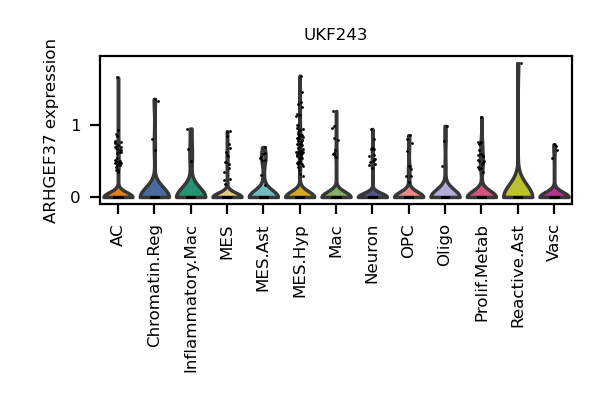 UKF243
ARHGEF37 expression
1
0
AC
Chromatin.Reg
Inflammatory.Mac
MES
MES.Ast
MES.Hyp
Mac
Neuron
OPC
Oligo
Prolif.Metab
Reactive.Ast
Vasc